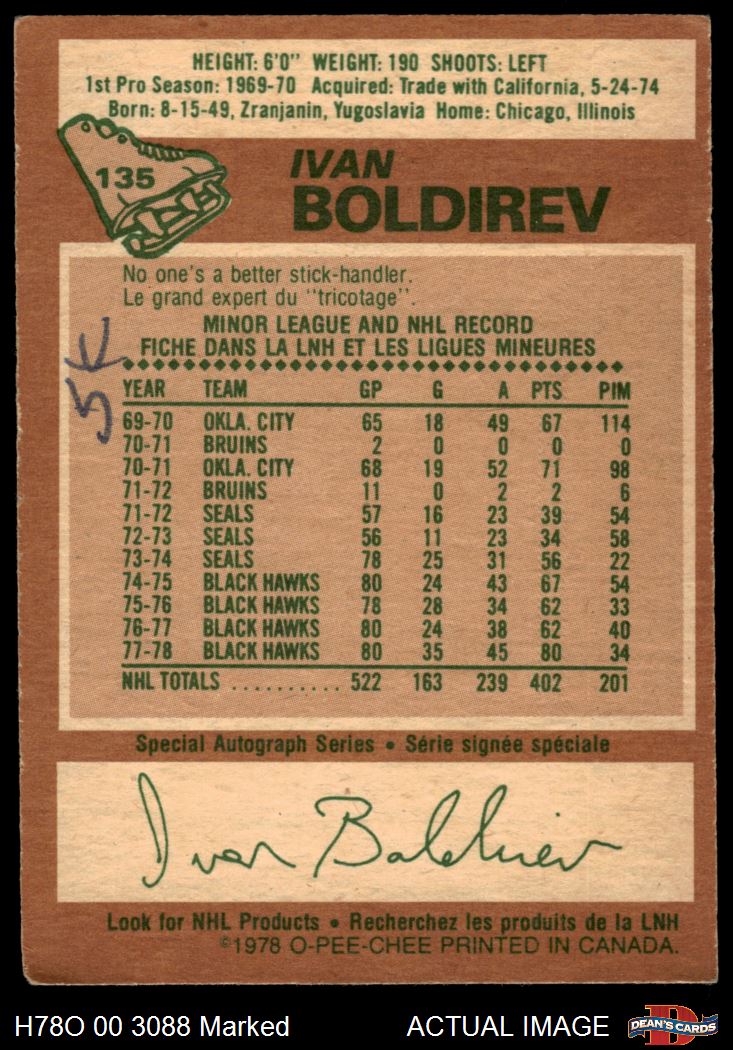 HEIGHT: 6'0" WEIGHT: 190 SHOOTS: LEFT
1st Pro Season: 1969-70 Acquired: Trade with California, 5-24-74
Born: 8-15-49, Zranjanin, Yugoslavia Home: Chicago, Illinois
135
IVAN
BOLDIREV
No one's a better stick-handler.
Le grand expert du "tricotage".
5K
MINOR LEAGUE AND NHL RECORD
FICHE DANS LA LNH ET LES LIGUES MINEURES
YEAR TEAM GP G A PTS PIM
69-70 OKLA. CITY 65 18 49 67 114
70-71 BRUINS 2 0 0 0 0
70-71 OKLA. CITY 68 19 52 71 98
71-72 BRUINS 11 0 2 2 6
71-72 SEALS 57 16 23 39 54
72-73 SEALS 56 11 23 34 58
73-74 SEALS 78 25 31 56 22
74-75 BLACK HAWKS 80 24 43 67 54
75-76 BLACK HAWKS 78 28 34 62 33
76-77 BLACK HAWKS 80 24 38 62 40
77-78 BLACK HAWKS 80 35 45 80 34
NHL TOTALS .......... 522 163 239 402 201
Special Autograph Series • Série signée spéciale
Ivan Boldirev
Look for NHL Products • Recherchez les produits de la LNH
©1978 O-PEE-CHEE PRINTED IN CANADA.
H78O 00 3088 Marked ACTUAL IMAGE
D
DEAN'S CARDS